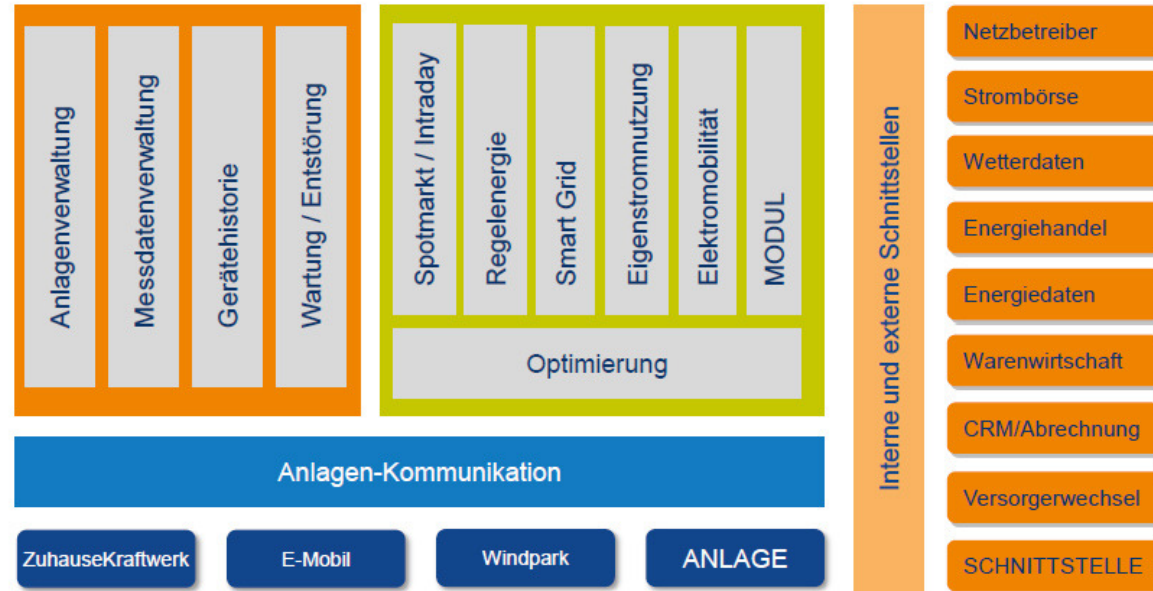 Anlagenverwaltung
Messdatenverwaltung
Gerätehistorie
Wartung / Entstörung
Spotmarkt / Intraday
Regelenergie
Smart Grid
Eigenstromnutzung
Elektromobilität
MODUL
Optimierung
Anlagen-Kommunikation
ZuhauseKraftwerk
E-Mobil
Windpark
ANLAGE
Interne und externe Schnittstellen
Netzbetreiber
Strombörse
Wetterdaten
Energiehandel
Energiedaten
Warenwirtschaft
CRM/Abrechnung
Versorgerwechsel
SCHNITTSTELLE